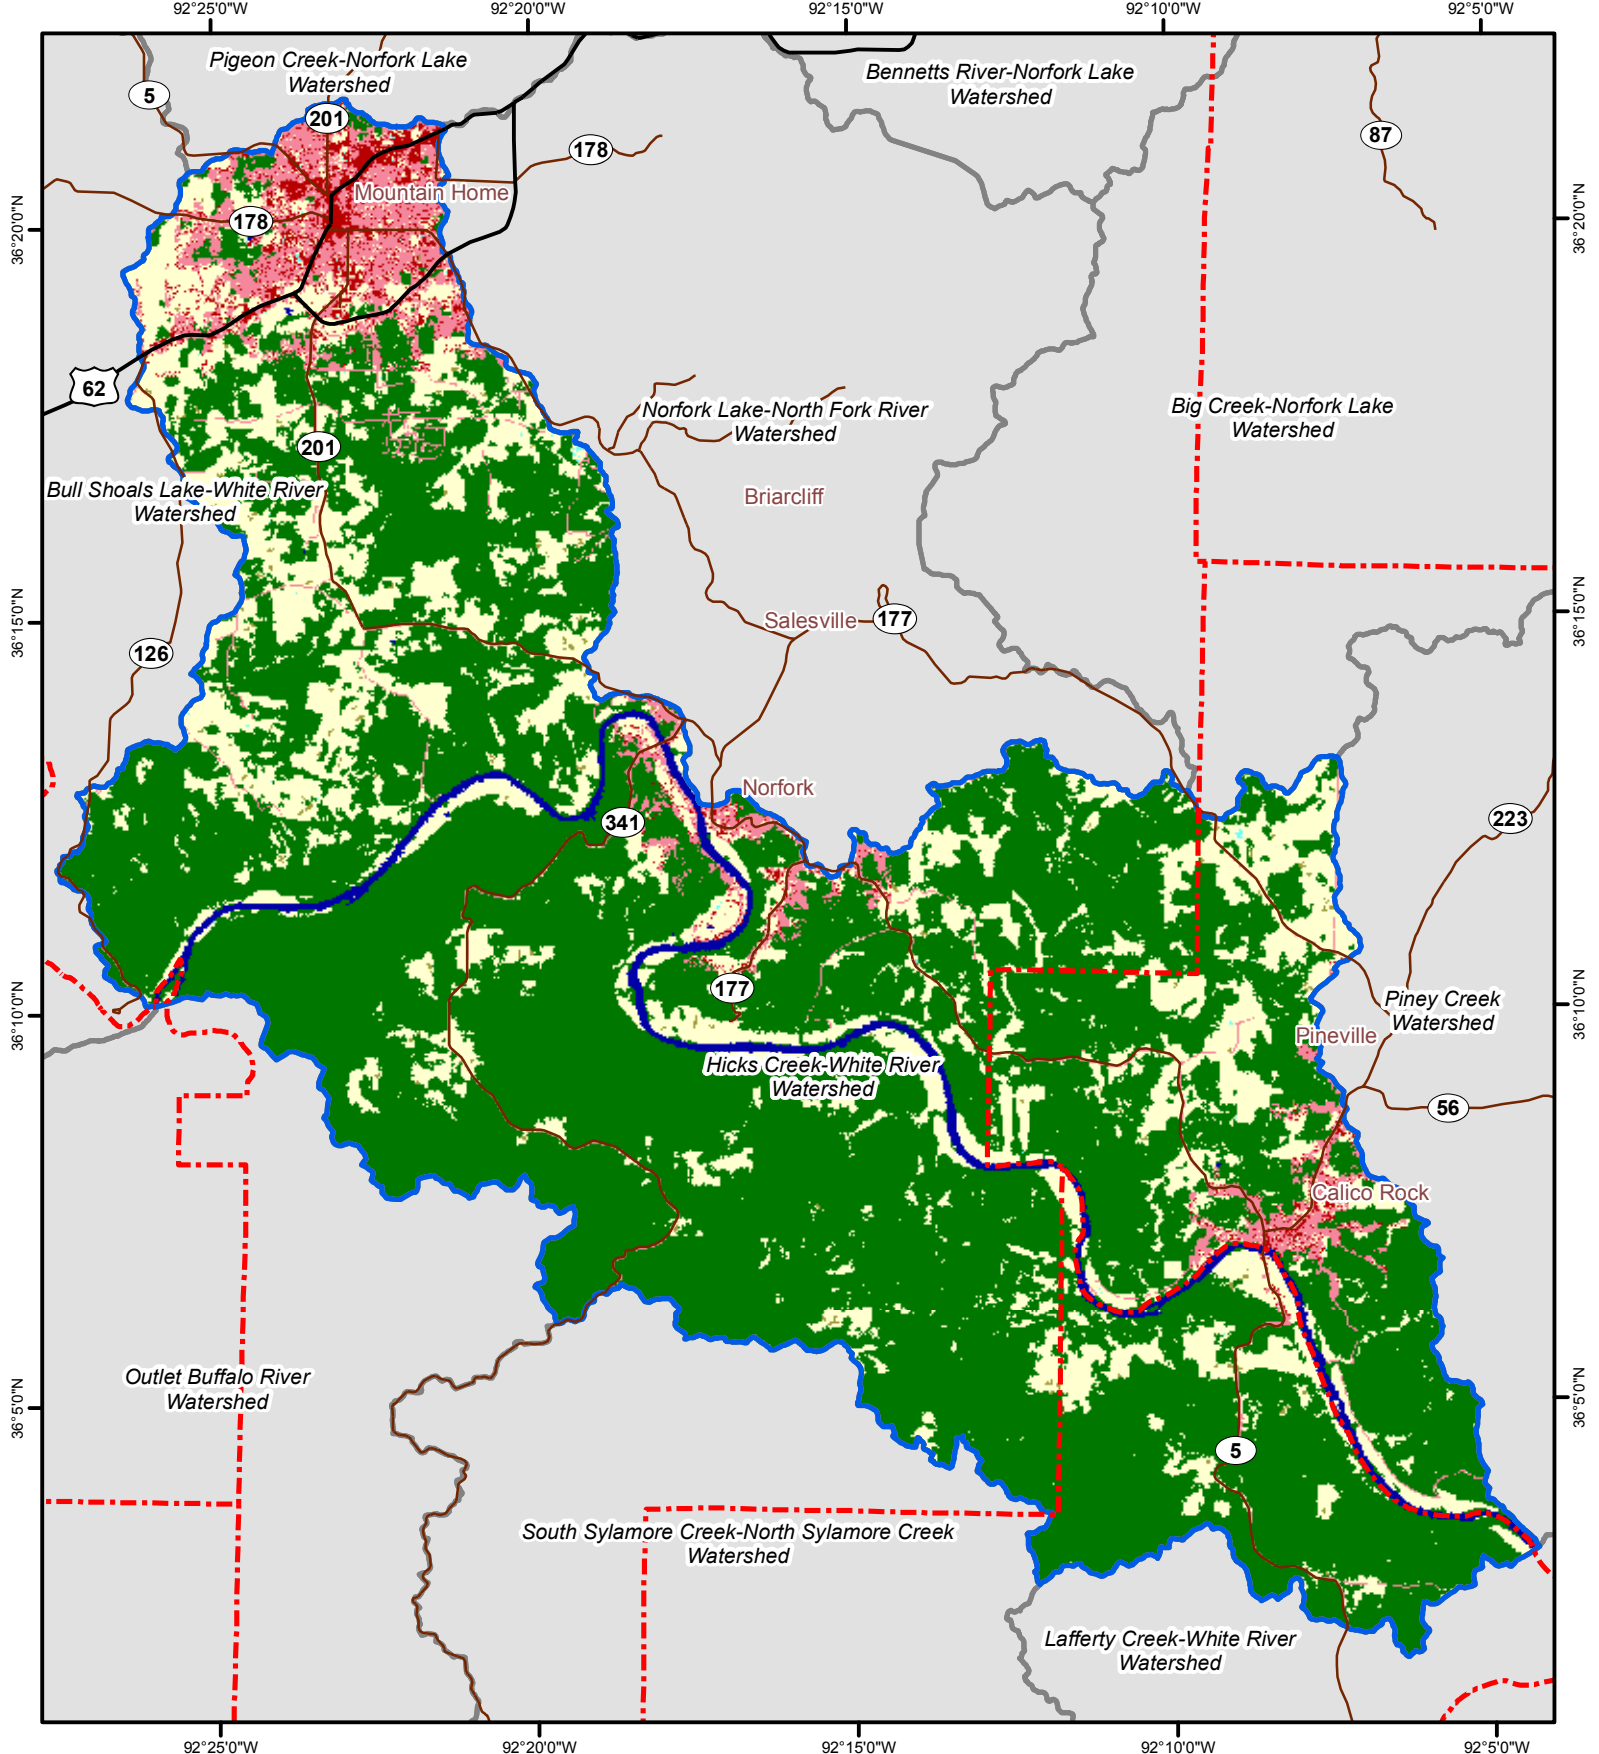 92°25'0"W
92°20'0"W
92°15'0"W
92°10'0"W
92°5'0"W
Pigeon Creek-Norfork Lake
Watershed
Bennetts River-Norfork Lake
Watershed
5
201
178
87
Mountain Home
178
36°20'0"N
36°20'0"N
62
Norfork Lake-North Fork River
Watershed
Big Creek-Norfork Lake
Watershed
201
Bull Shoals Lake-White River
Watershed
Briarcliff
36°15'0"N
36°15'0"N
Salesville
177
126
Norfork
341
223
177
Piney Creek
Watershed
36°10'0"N
36°10'0"N
Pineville
Hicks Creek-White River
Watershed
56
Calico Rock
Outlet Buffalo River
Watershed
36°5'0"N
36°5'0"N
5
South Sylamore Creek-North Sylamore Creek
Watershed
Lafferty Creek-White River
Watershed
92°25'0"W
92°20'0"W
92°15'0"W
92°10'0"W
92°5'0"W